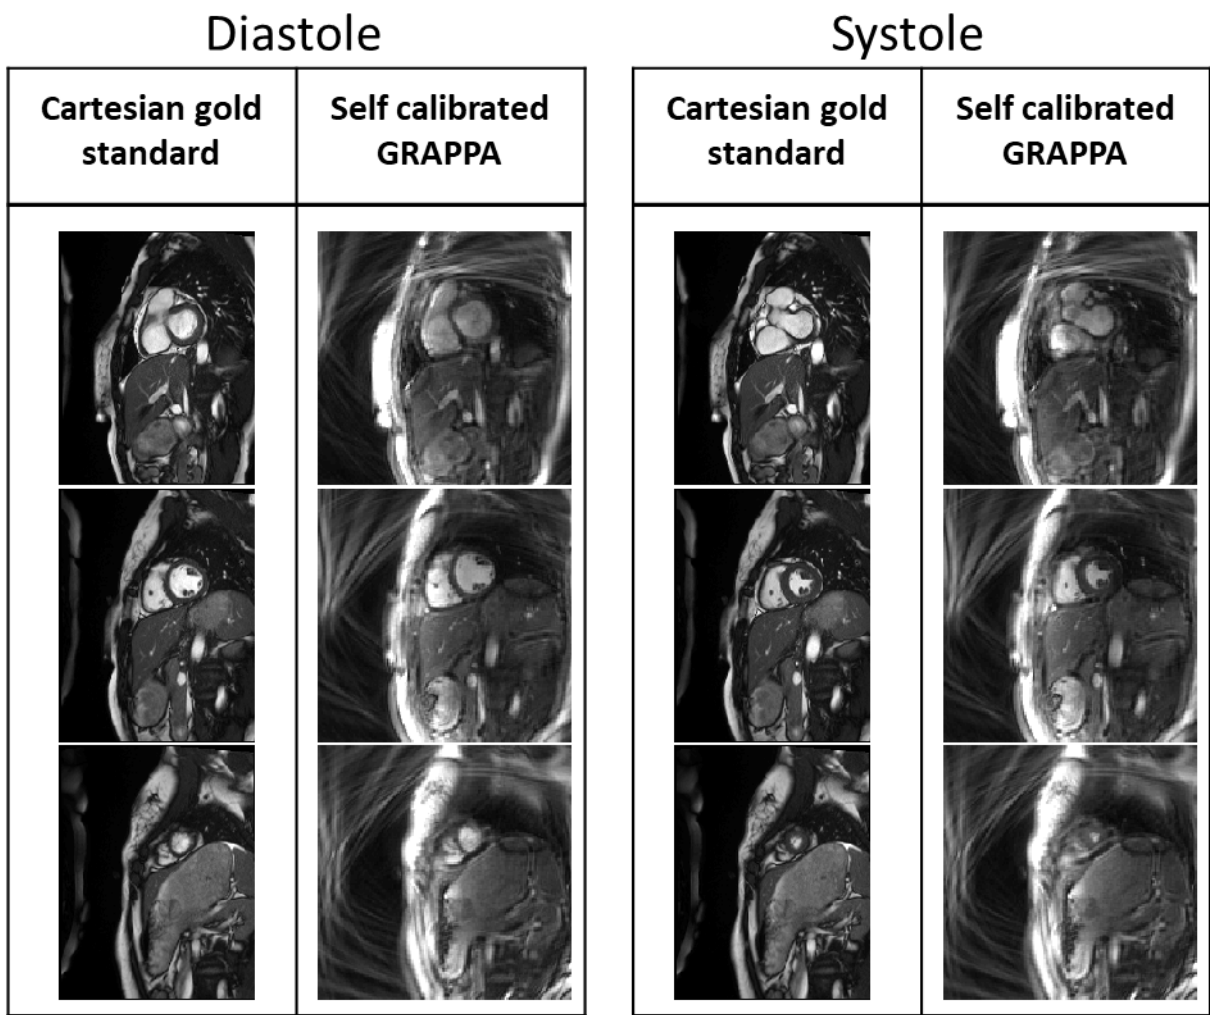 Diastole
Systole
Cartesian gold
standard
Self calibrated
GRAPPA
Cartesian gold
standard
Self calibrated
GRAPPA